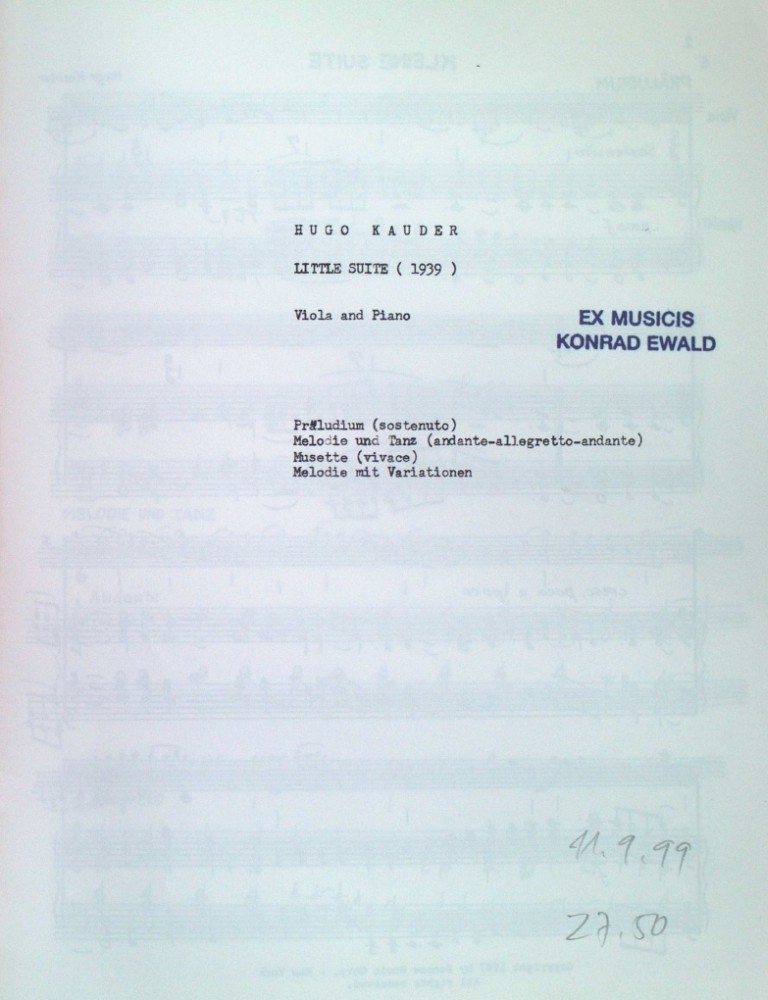 HUGO KAUDER
LITTLE SUITE ( 1939 )
Viola and Piano
EX MUSICIS
KONRAD EWALD
Präludium (sostenuto)
Melodie und Tanz (andante-allegretto-andante)
Musette (vivace)
Melodie mit Variationen
11.9.99
27.50